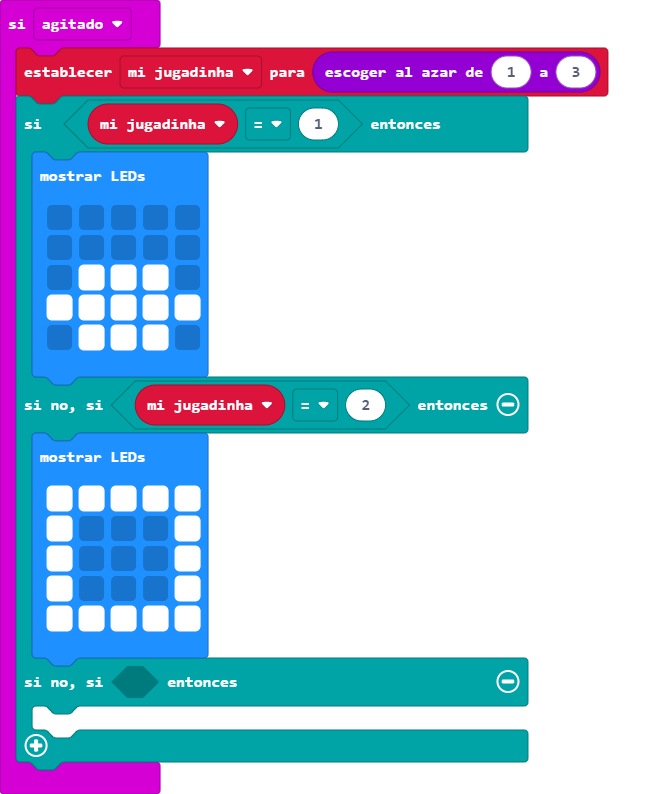 si agitado
establecer mi jugadinha para escoger al azar de 1 a 3
si mi jugadinha = 1 entonces
mostrar LEDs
si no, si mi jugadinha = 2 entonces
mostrar LEDs
si no, si entonces